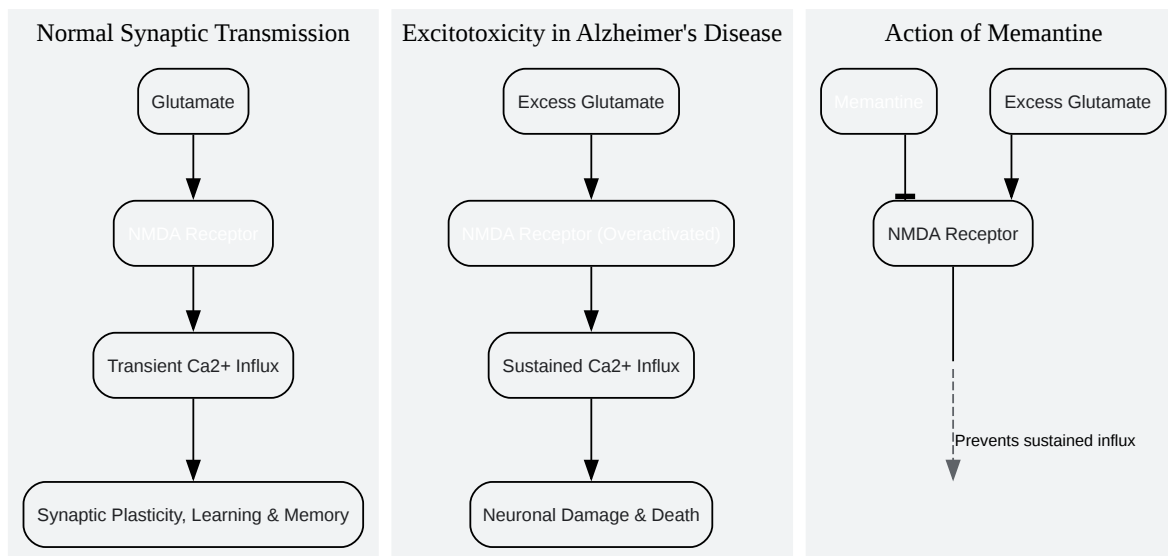 Normal Synaptic Transmission
Glutamate
NMDA Receptor
Transient Ca2+ Influx
Synaptic Plasticity, Learning & Memory
Excitotoxicity in Alzheimer's Disease
Excess Glutamate
NMDA Receptor (Overactivated)
Sustained Ca2+ Influx
Neuronal Damage & Death
Action of Memantine
Memantine
Excess Glutamate
NMDA Receptor
Prevents sustained influx